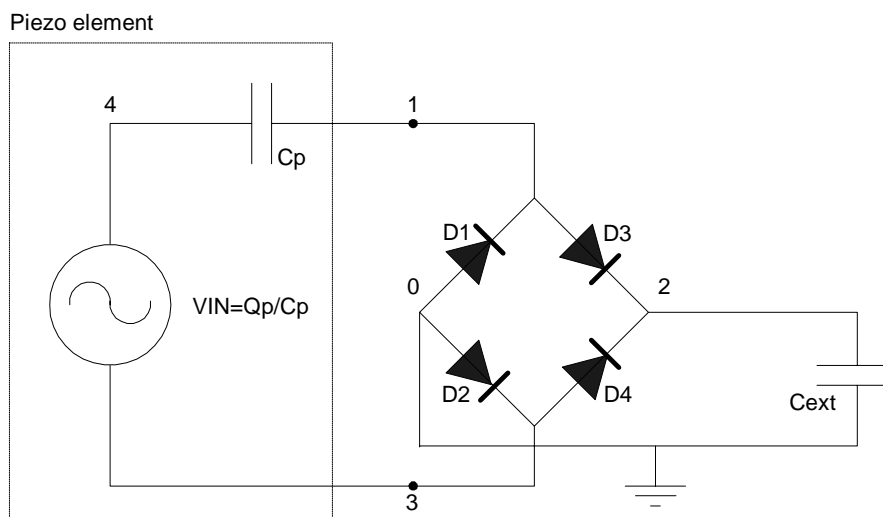 Piezo element
4
1
Cp
D1
D3
0
2
VIN=Qp/Cp
D2
D4
Cext
3